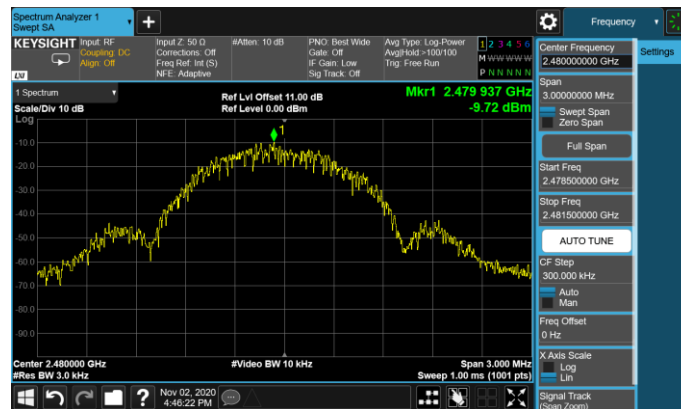 Spectrum Analyzer 1
Swept SA
+
Frequency
KEYSIGHT
Input: RF
Coupling: DC
Align: Off
Input Z: 50 Ω
Corrections: Off
Freq Ref: Int (S)
NFE: Adaptive
#Atten: 10 dB
PNO: Best Wide
Gate: Off
IF Gain: Low
Sig Track: Off
Avg Type: Log-Power
Avg|Hold >100/100
Trig: Free Run
1 2 3 4 5 6
M W W W W W
P N N N N N
LXI
1 Spectrum
Scale/Div 10 dB
Log
Ref Lvl Offset 11.00 dB
Ref Level 0.00 dBm
Mkr1 2.479 937 GHz
-9.72 dBm
1
-10.0
-20.0
-30.0
-40.0
-50.0
-60.0
-70.0
-80.0
-90.0
Center 2.480000 GHz
#Res BW 3.0 kHz
#Video BW 10 kHz
Span 3.000 MHz
Sweep 1.00 ms (1001 pts)
?
Nov 02, 2020
4:46:22 PM
Center Frequency
2.480000000 GHz
Settings
Span
3.00000000 MHz
Swept Span
Zero Span
Full Span
Start Freq
2.478500000 GHz
Stop Freq
2.481500000 GHz
AUTO TUNE
CF Step
300.000 kHz
Auto
Man
Freq Offset
0 Hz
X Axis Scale
Log
Lin
Signal Track
(Span Zoom)